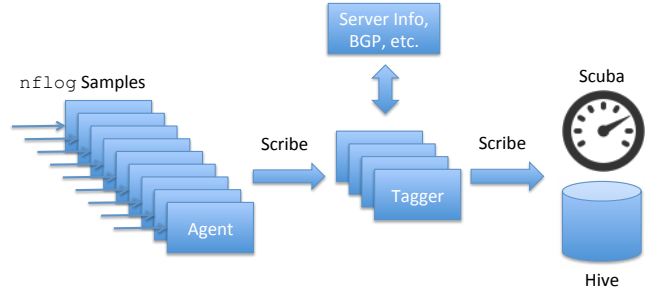 Server Info,
BGP, etc.
nflog Samples
Scuba
Scribe
Scribe
Tagger
Agent
Hive